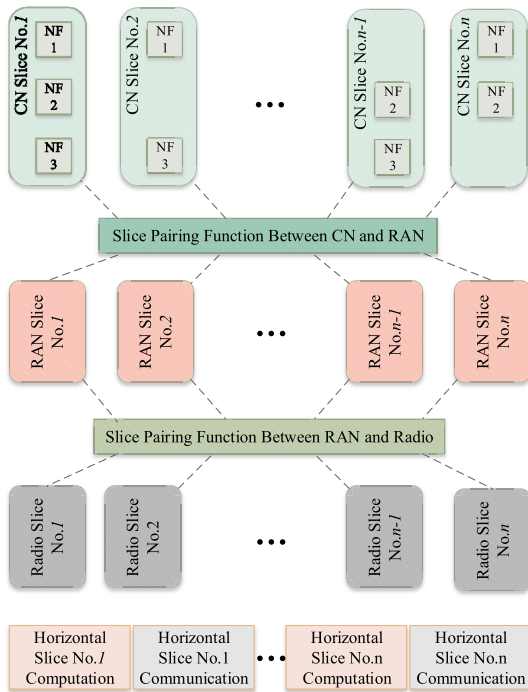 CN Slice No.1
NF
1
NF
2
NF
3
CN Slice No.2
NF
1
NF
3
...
CN Slice No.n-1
NF
2
NF
3
CN Slice No.n
NF
1
NF
2
Slice Pairing Function Between CN and RAN
RAN Slice
No.1
RAN Slice
No.2
...
RAN Slice
No.n-1
RAN Slice
No.n
Slice Pairing Function Between RAN and Radio
Radio Slice
No.1
Radio Slice
No.2
...
Radio Slice
No.n-1
Radio Slice
No.n
Horizontal
Slice No.1
Computation
Horizontal
Slice No.1
Communication
...
Horizontal
Slice No.n
Computation
Horizontal
Slice No.n
Communication